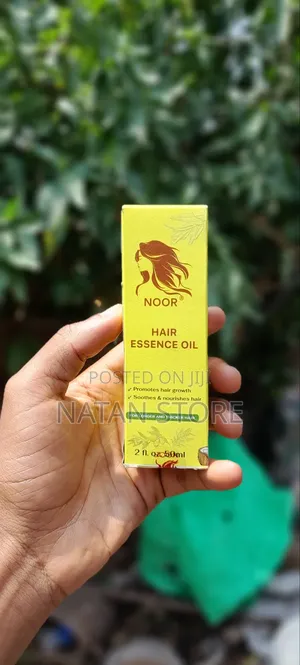 NOOR®
HAIR
ESSENCE OIL
POSTED ON JIJI
✓ Promotes hair growth
✓ Soothes & nourishes hair
NATAN STORE
2 fl. oz. 60ml